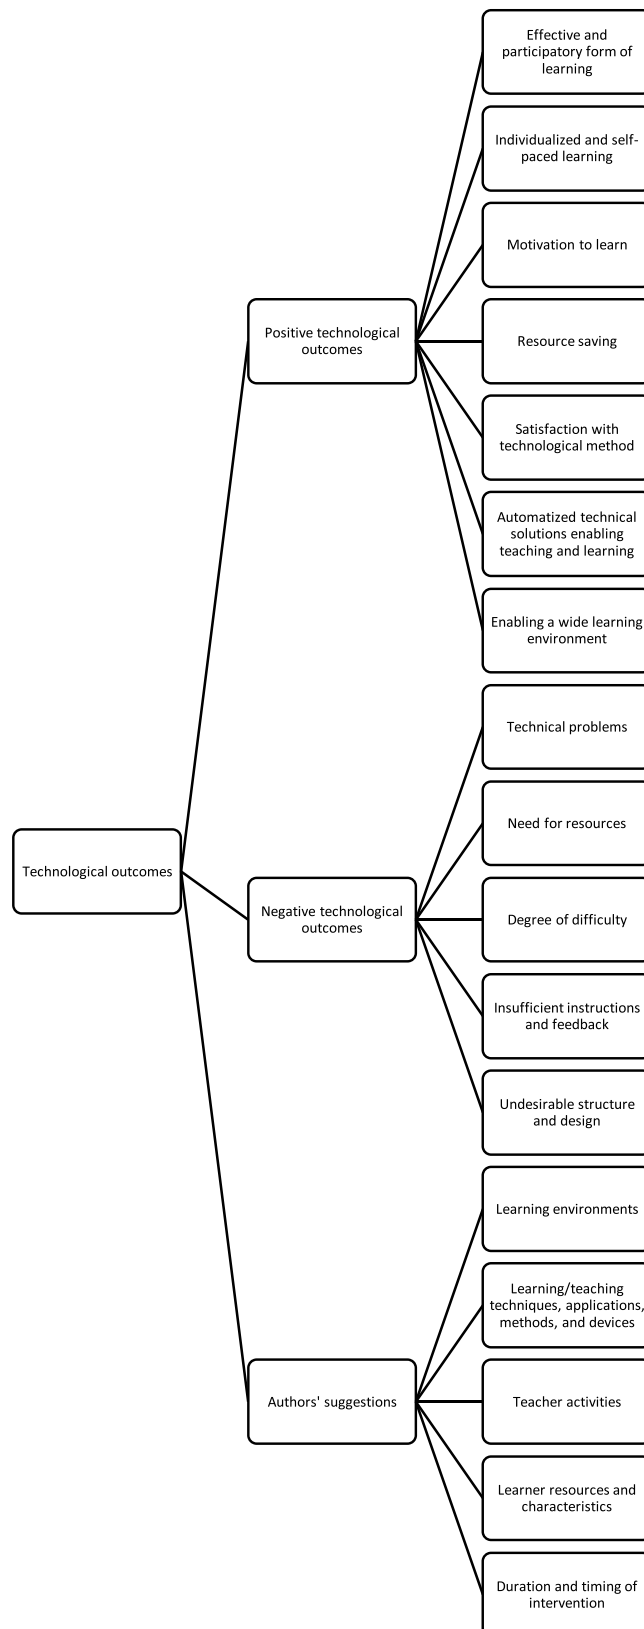 Effective and
participatory form of
learning
Individualized and self-
paced learning
Motivation to learn
Positive technological
outcomes
Resource saving
Satisfaction with
technological method
Automatized technical
solutions enabling
teaching and learning
Enabling a wide learning
environment
Technical problems
Need for resources
Technological outcomes
Negative technological
outcomes
Degree of difficulty
Insufficient instructions
and feedback
Undesirable structure
and design
Learning environments
Learning/teaching
techniques, applications,
methods, and devices
Authors' suggestions
Teacher activities
Learner resources and
characteristics
Duration and timing of
intervention